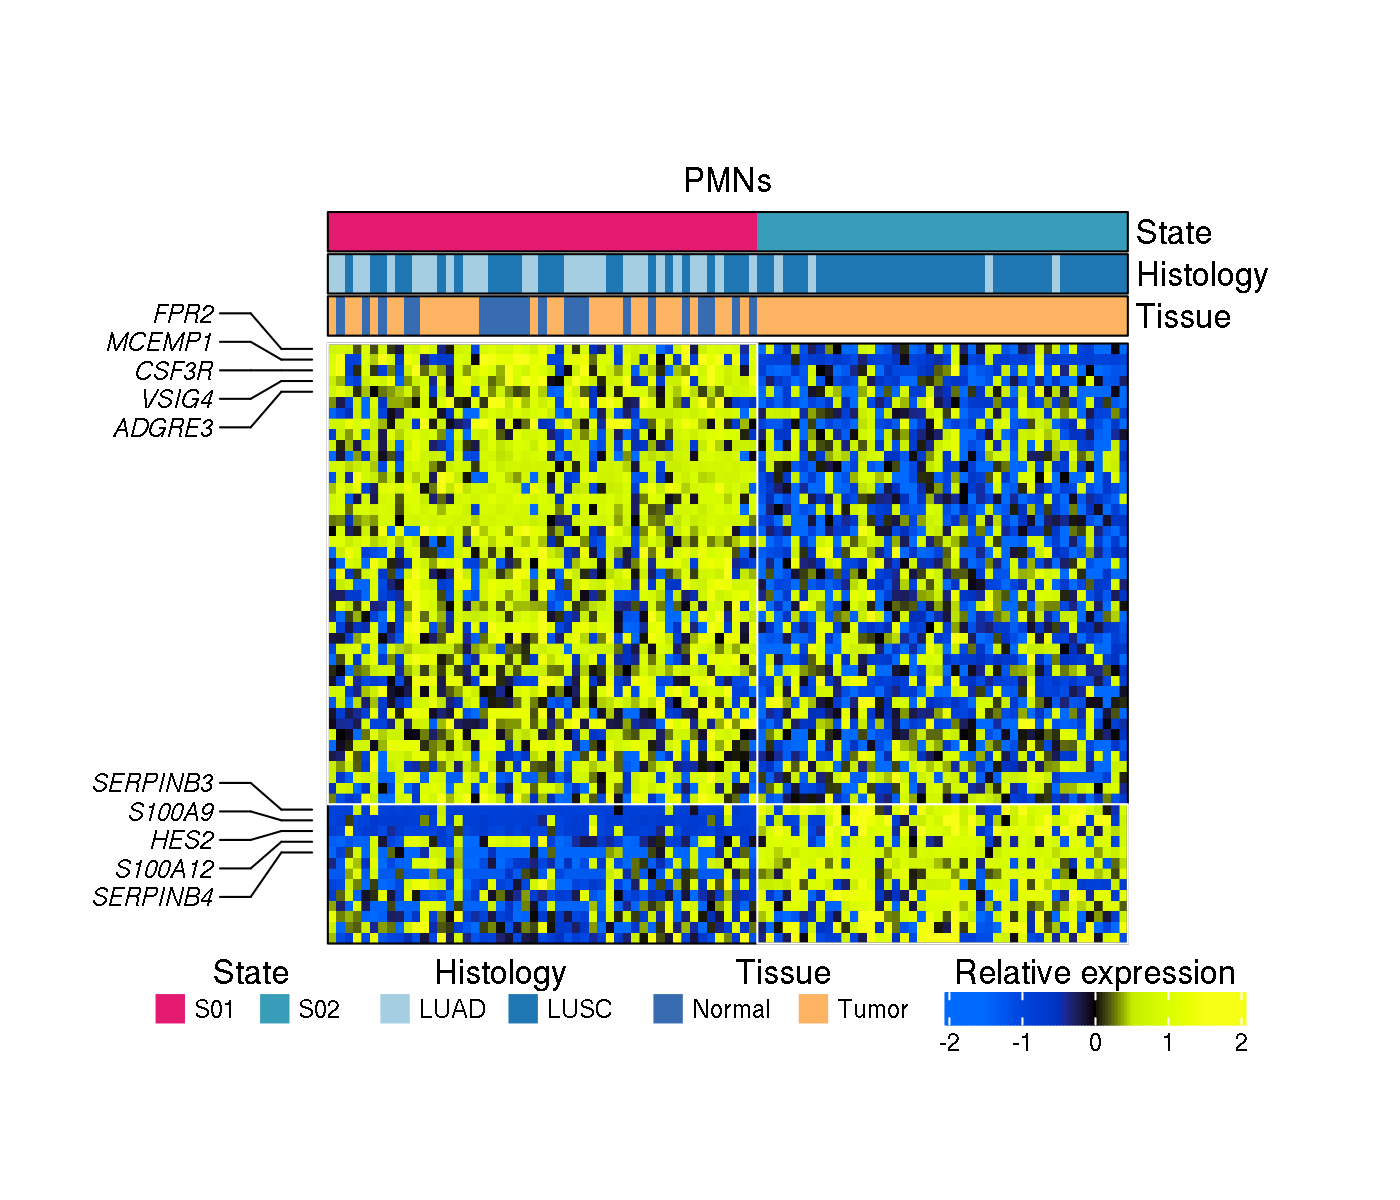 PMNs
State
Histology
Tissue
FPR2
MCEMP1
CSF3R
VSIG4
ADGRE3
SERPINB3
S100A9
HES2
S100A12
SERPINB4
State Histology Tissue Relative expression
S01 S02 LUAD LUSC Normal Tumor
-2 -1 0 1 2